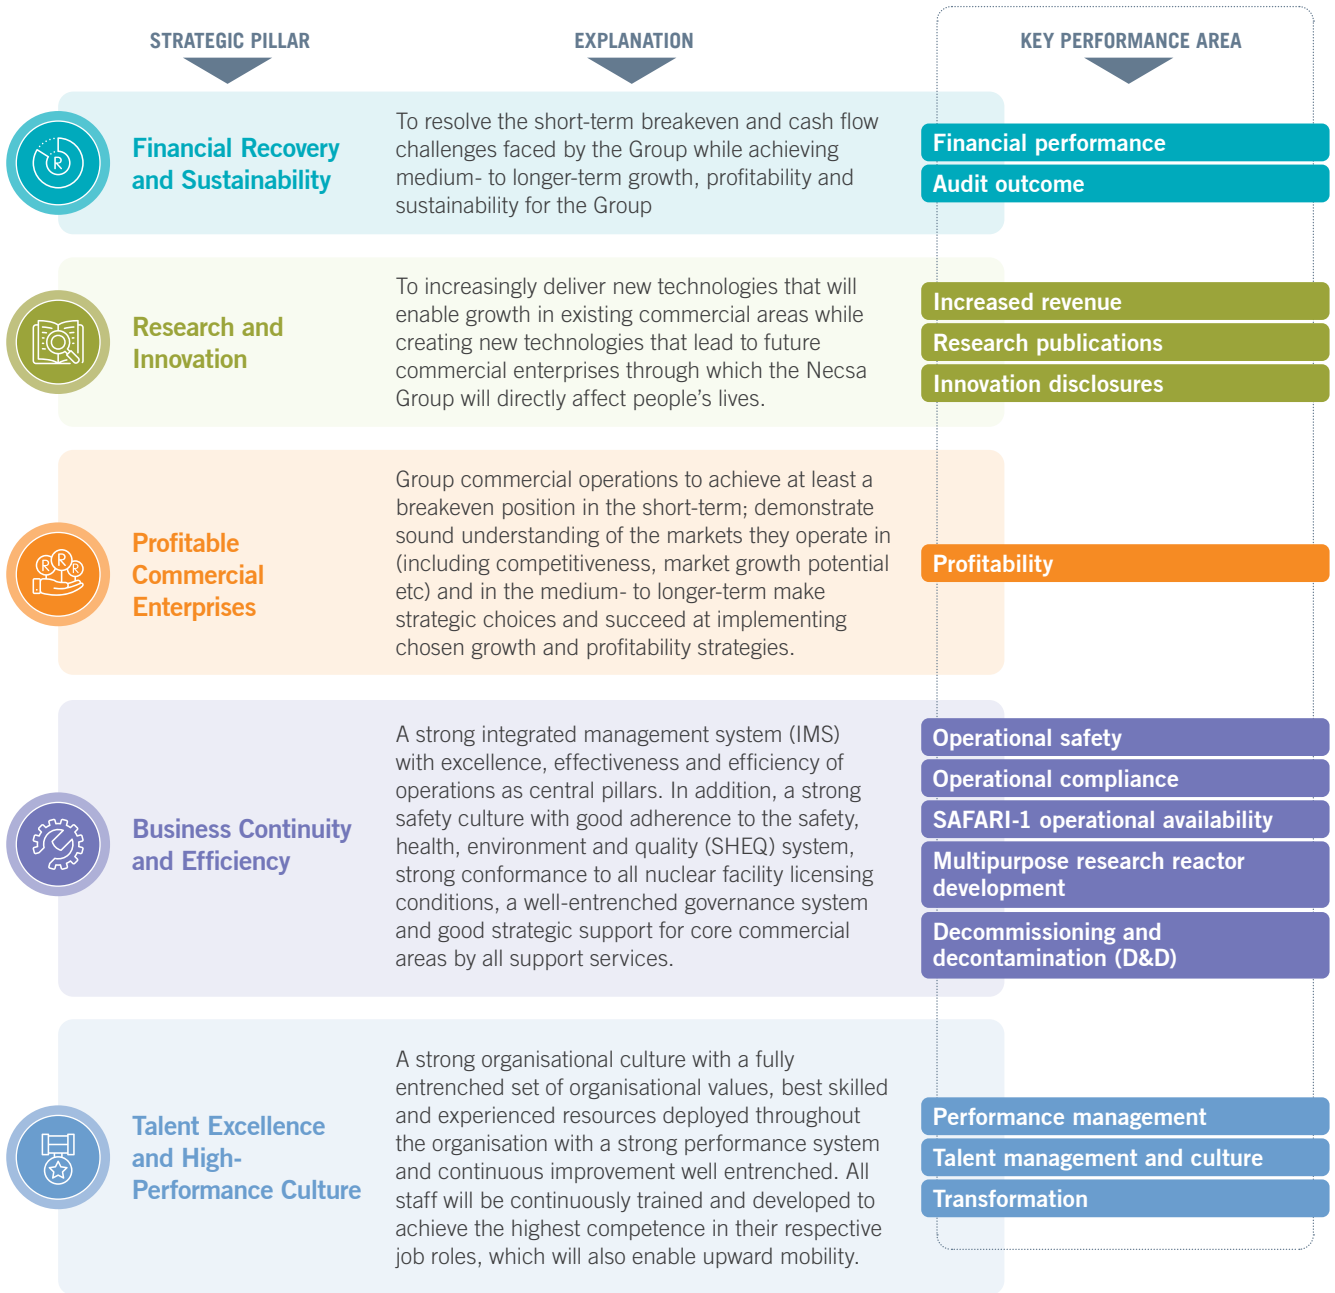 STRATEGIC PILLAR
EXPLANATION
KEY PERFORMANCE AREA
Financial Recovery
and Sustainability
To resolve the short-term breakeven and cash flow
challenges faced by the Group while achieving
medium- to longer-term growth, profitability and
sustainability for the Group
Financial performance
Audit outcome
Research and
Innovation
To increasingly deliver new technologies that will
enable growth in existing commercial areas while
creating new technologies that lead to future
commercial enterprises through which the Necsa
Group will directly affect people's lives.
Increased revenue
Research publications
Innovation disclosures
Profitable
Commercial
Enterprises
Group commercial operations to achieve at least a
breakeven position in the short-term; demonstrate
sound understanding of the markets they operate in
(including competitiveness, market growth potential
etc) and in the medium- to longer-term make
strategic choices and succeed at implementing
chosen growth and profitability strategies.
Profitability
Business Continuity
and Efficiency
A strong integrated management system (IMS)
with excellence, effectiveness and efficiency of
operations as central pillars. In addition, a strong
safety culture with good adherence to the safety,
health, environment and quality (SHEQ) system,
strong conformance to all nuclear facility licensing
conditions, a well-entrenched governance system
and good strategic support for core commercial
areas by all support services.
Operational safety
Operational compliance
SAFARI-1 operational availability
Multipurpose research reactor
development
Decommissioning and
decontamination (D&D)
Talent Excellence
and High-
Performance Culture
A strong organisational culture with a fully
entrenched set of organisational values, best skilled
and experienced resources deployed throughout
the organisation with a strong performance system
and continuous improvement well entrenched. All
staff will be continuously trained and developed to
achieve the highest competence in their respective
job roles, which will also enable upward mobility.
Performance management
Talent management and culture
Transformation